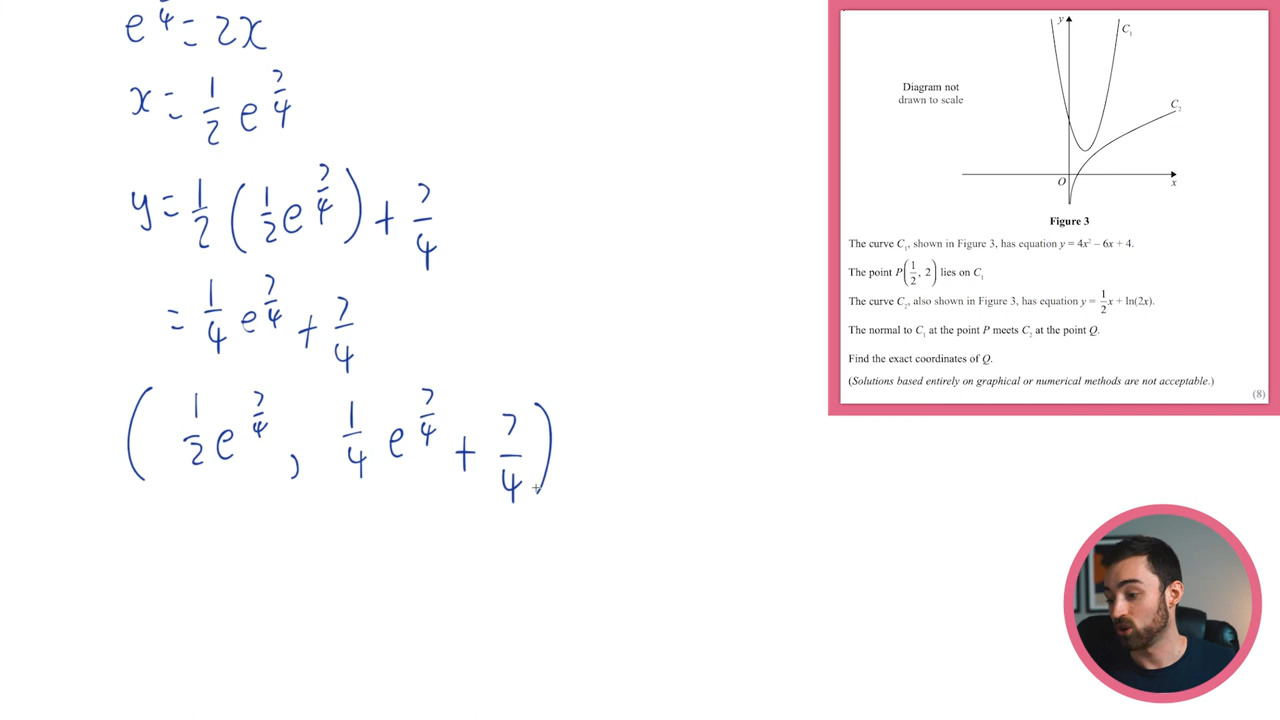 e^{7/4} = 2x
x = 1/2 e^{7/4}
y = 1/2 (1/2 e^{7/4}) + 7/4
= 1/4 e^{7/4} + 7/4
(1/2 e^{7/4}, 1/4 e^{7/4} + 7/4)
y
C₁
Diagram not
drawn to scale
C₂
O
x
Figure 3
The curve C₁, shown in Figure 3, has equation y = 4x² – 6x + 4.
The point P(1/2, 2) lies on C₁
The curve C₂, also shown in Figure 3, has equation y = 1/2 x + ln(2x).
The normal to C₁ at the point P meets C₂ at the point Q.
Find the exact coordinates of Q.
(Solutions based entirely on graphical or numerical methods are not acceptable.)
(8)